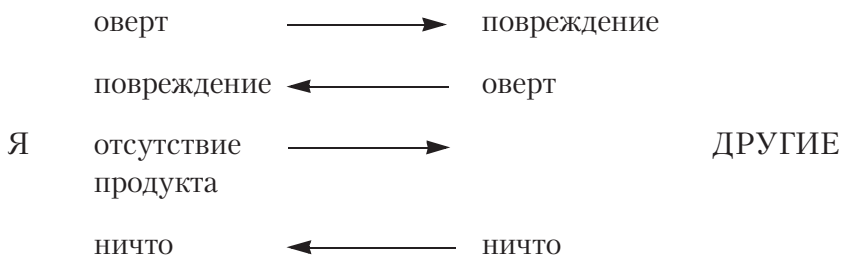 оверт повреждение
повреждение оверт
Я отсутствие ДРУГИЕ
продукта
ничто ничто